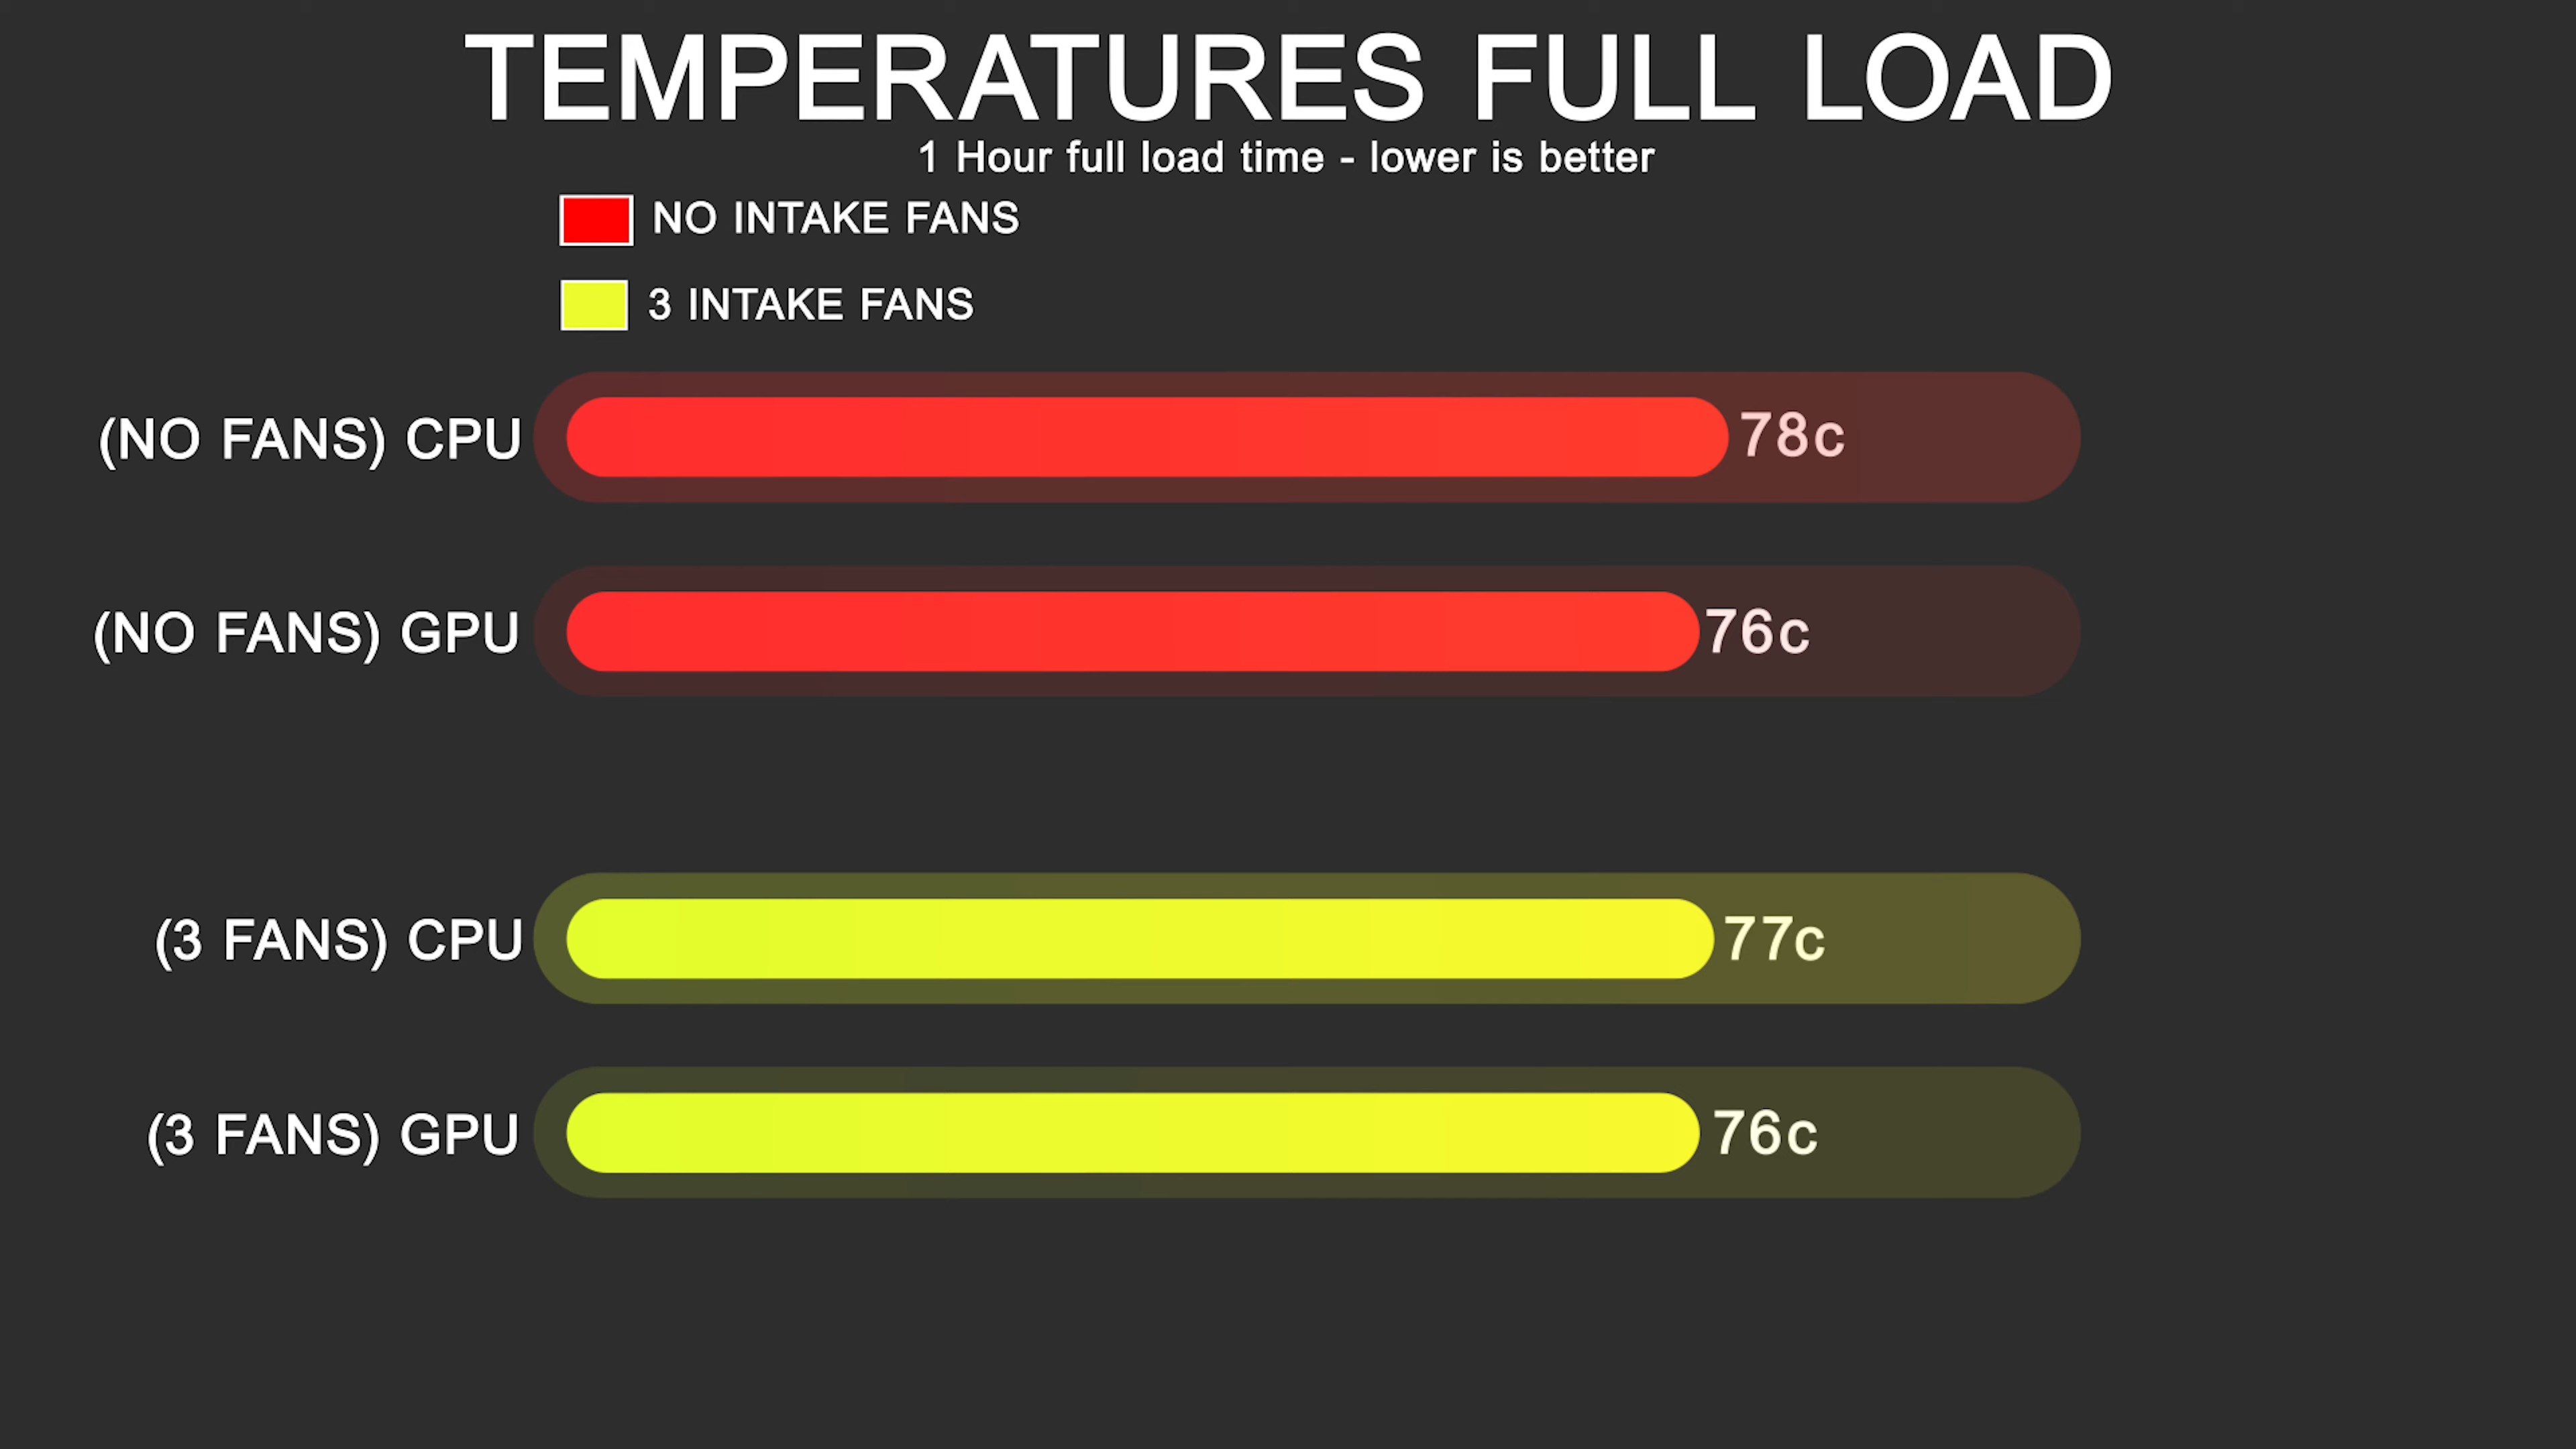 TEMPERATURES FULL LOAD
1 Hour full load time - lower is better
NO INTAKE FANS
3 INTAKE FANS
(NO FANS) CPU 78c
(NO FANS) GPU 76c
(3 FANS) CPU 77c
(3 FANS) GPU 76c